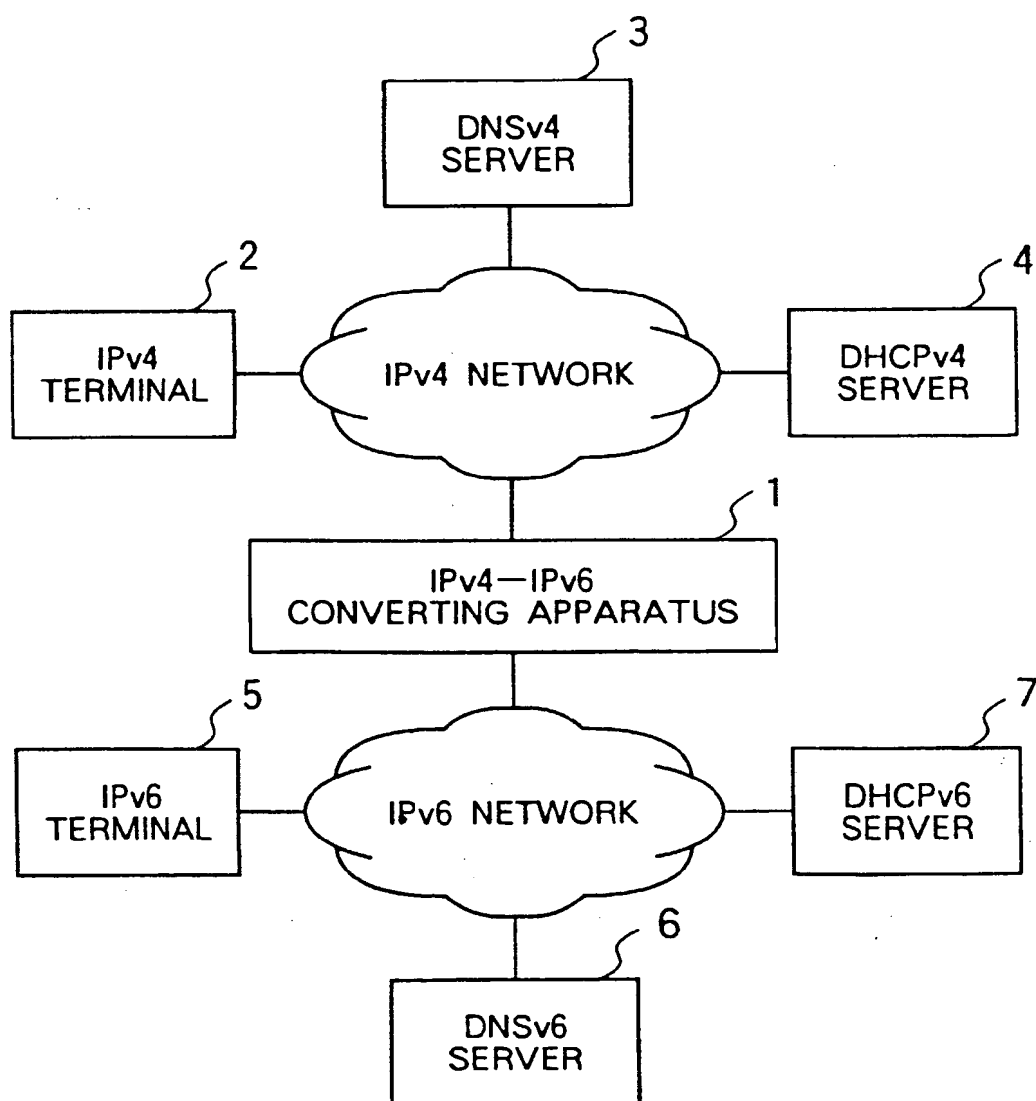 3
DNSv4
SERVER
2
4
IPv4
TERMINAL
IPv4 NETWORK
DHCPv4
SERVER
1
IPv4—IPv6
CONVERTING APPARATUS
5
7
IPv6
TERMINAL
IPv6 NETWORK
DHCPv6
SERVER
6
DNSv6
SERVER